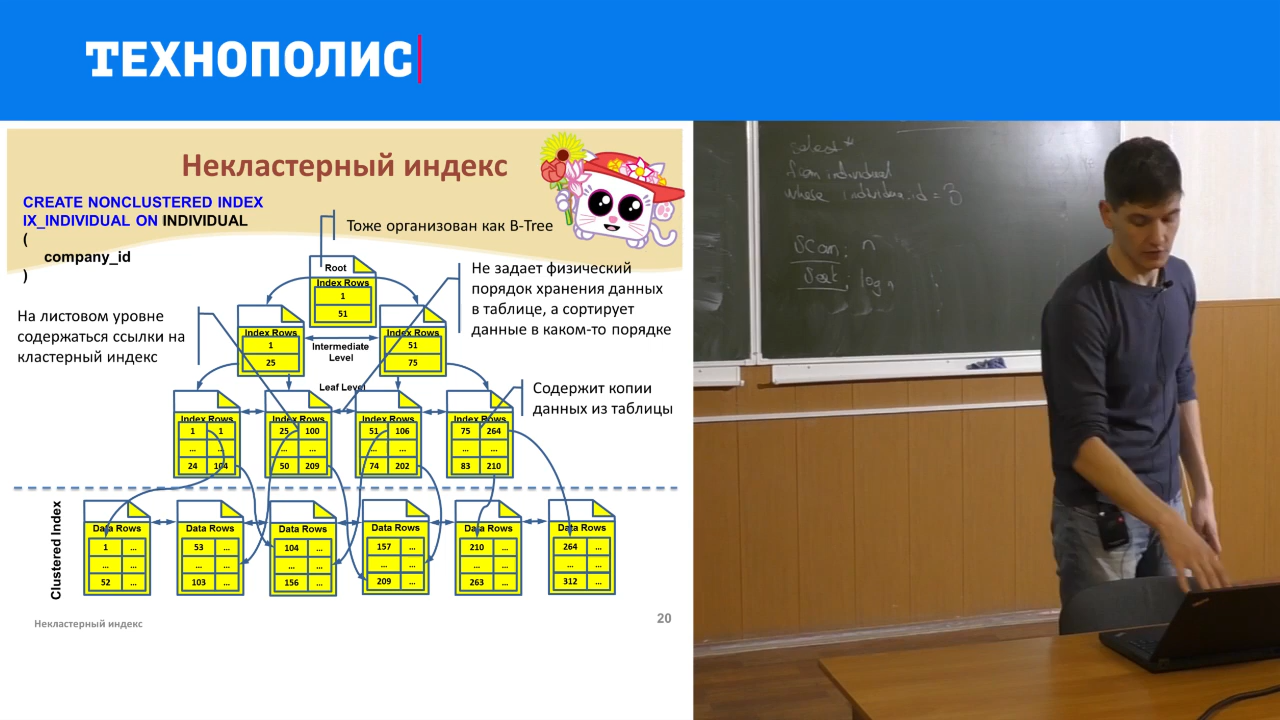 ТЕХНОПОЛИС
Некластерный индекс
CREATE NONCLUSTERED INDEX
IX_INDIVIDUAL ON INDIVIDUAL
(
company_id
)
Тоже организован как B-Tree
Не задает физический
порядок хранения данных
в таблице, а сортирует
данные в каком-то порядке
На листовом уровне
содержаться ссылки на
кластерный индекс
Содержит копии
данных из таблицы
Root
Index Rows
1
51
Index Rows
1
25
Intermediate
Level
Index Rows
51
75
Leaf Level
Index Rows
1 1
...
24 104
Index Rows
25 100
... ...
50 209
Index Rows
51 106
... ...
74 202
Index Rows
75 264
... ...
83 210
Clustered Index
Data Rows
1 ...
... ...
52 ...
Data Rows
53 ...
... ...
103 ...
Data Rows
104 ...
... ...
156 ...
Data Rows
157 ...
... ...
209 ...
Data Rows
210 ...
... ...
263 ...
Data Rows
264 ...
... ...
312 ...
Некластерный индекс
20
select *
from individual
where individual.id = 3
Scan: n
Seek: log n